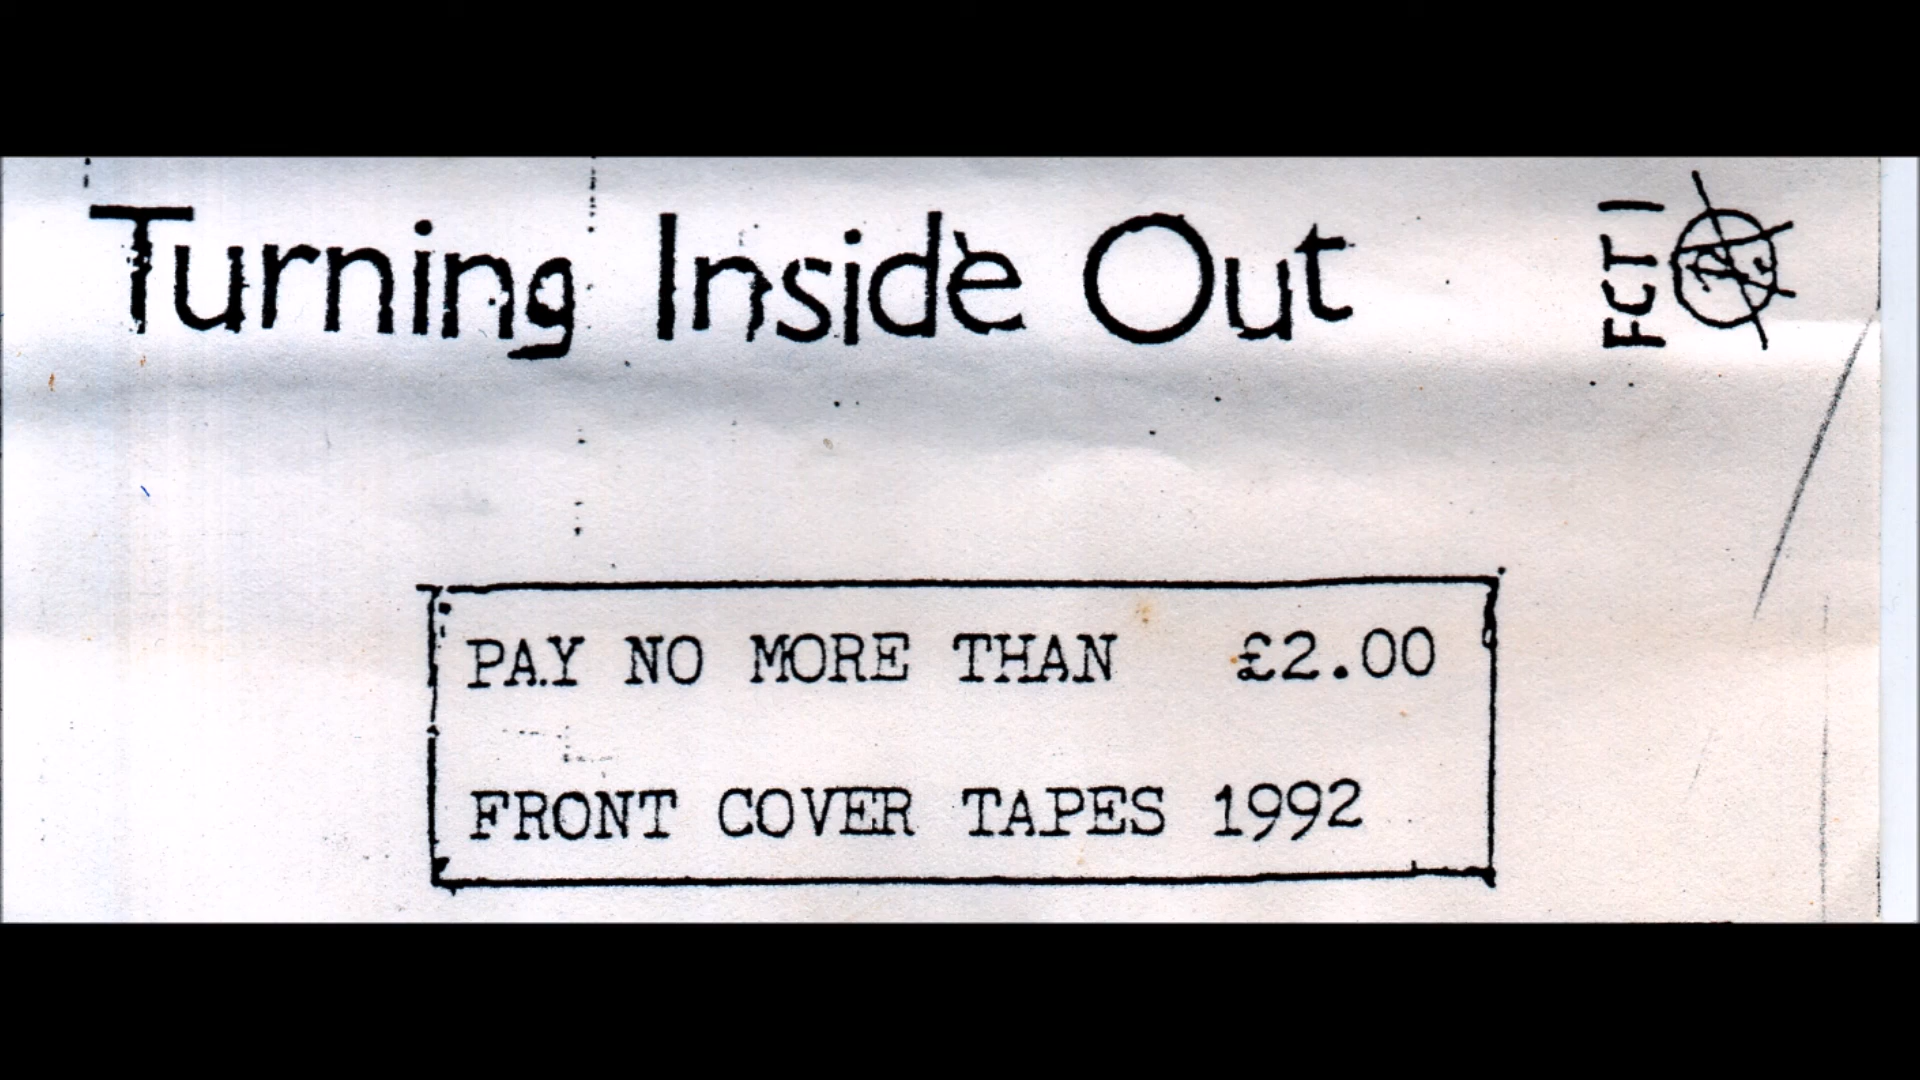 Turning Inside Out
FCT 1
PAY NO MORE THAN £2.00
FRONT COVER TAPES 1992